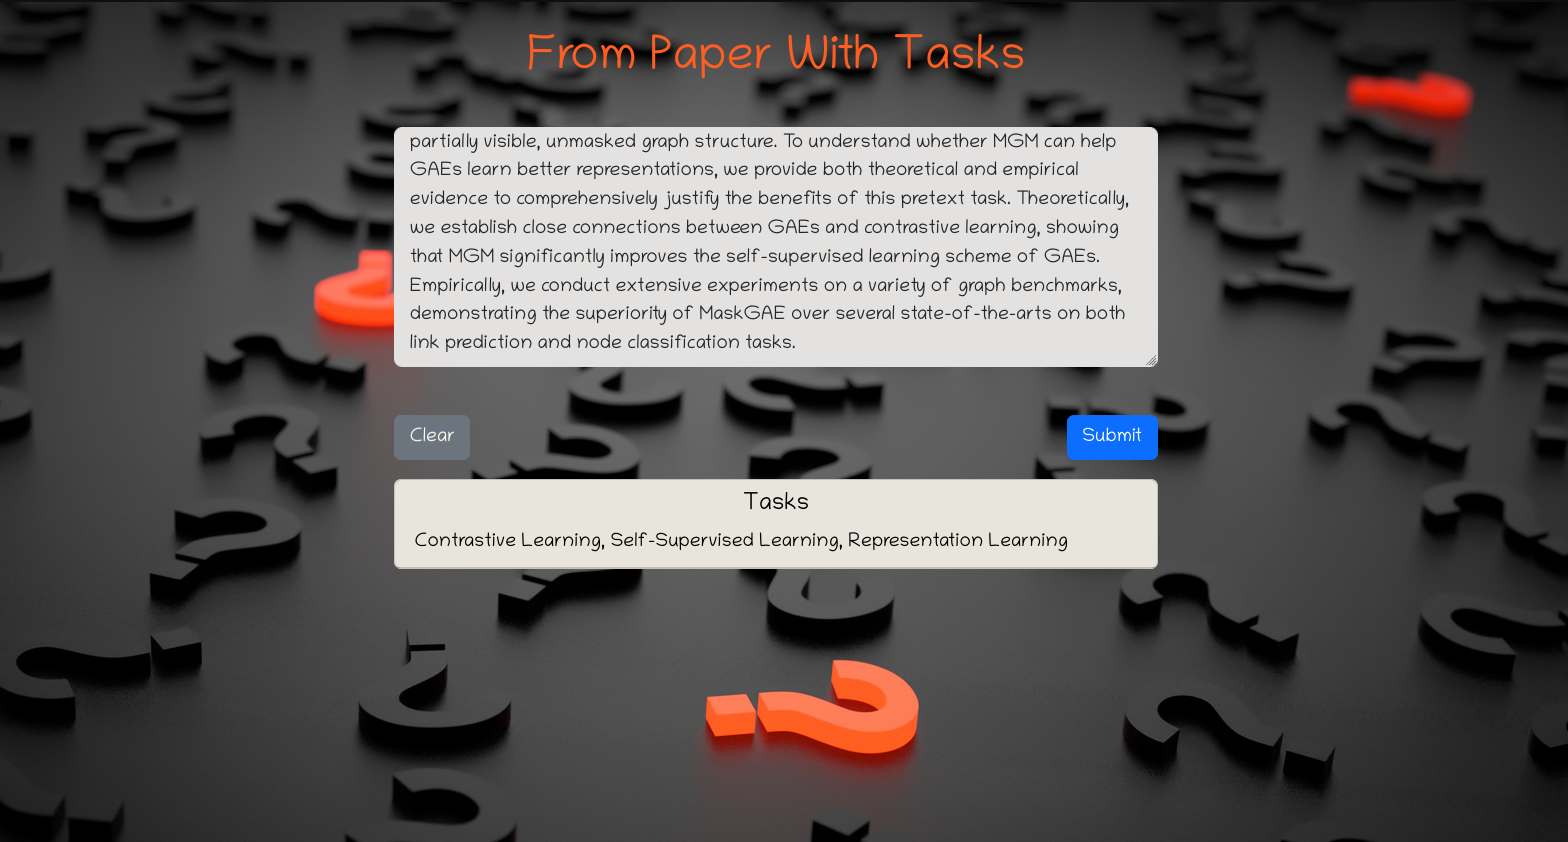 From Paper With Tasks
partially visible, unmasked graph structure. To understand whether MGM can help
GAEs learn better representations, we provide both theoretical and empirical
evidence to comprehensively justify the benefits of this pretext task. Theoretically,
we establish close connections between GAEs and contrastive learning, showing
that MGM significantly improves the self-supervised learning scheme of GAEs.
Empirically, we conduct extensive experiments on a variety of graph benchmarks,
demonstrating the superiority of MaskGAE over several state-of-the-arts on both
link prediction and node classification tasks.
Clear
Submit
Tasks
Contrastive Learning, Self-Supervised Learning, Representation Learning